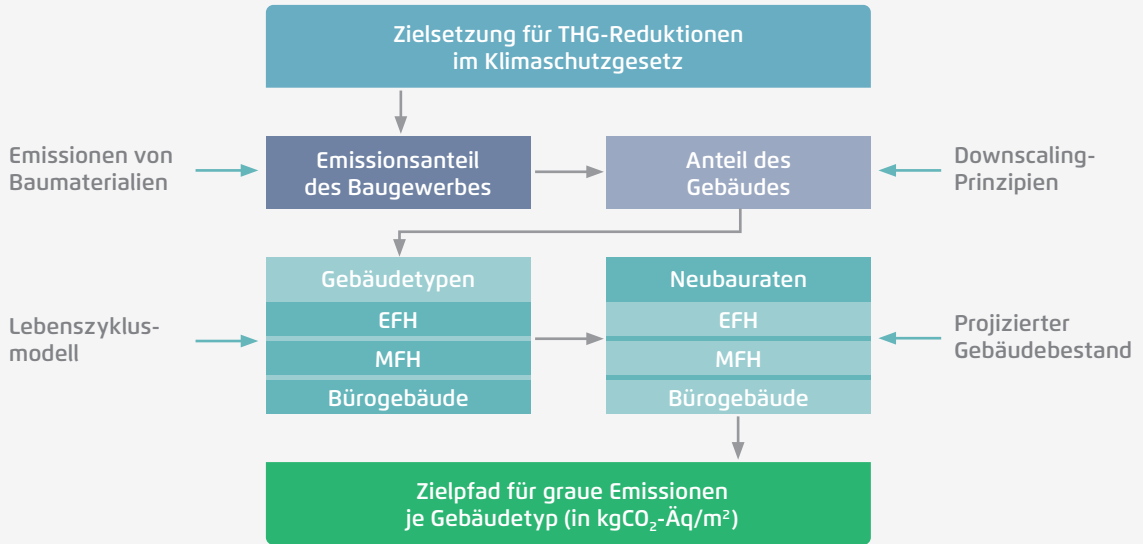 Zielsetzung für THG-Reduktionen
im Klimaschutzgesetz
Emissionen von
Baumaterialien
Emissionsanteil
des Baugewerbes
Anteil des
Gebäudes
Downscaling-
Prinzipien
Lebenszyklus-
modell
Gebäudetypen
EFH
MFH
Bürogebäude
Neubauraten
EFH
MFH
Bürogebäude
Projizierter
Gebäudebestand
Zielpfad für graue Emissionen
je Gebäudetyp (in kgCO₂-Äq/m²)